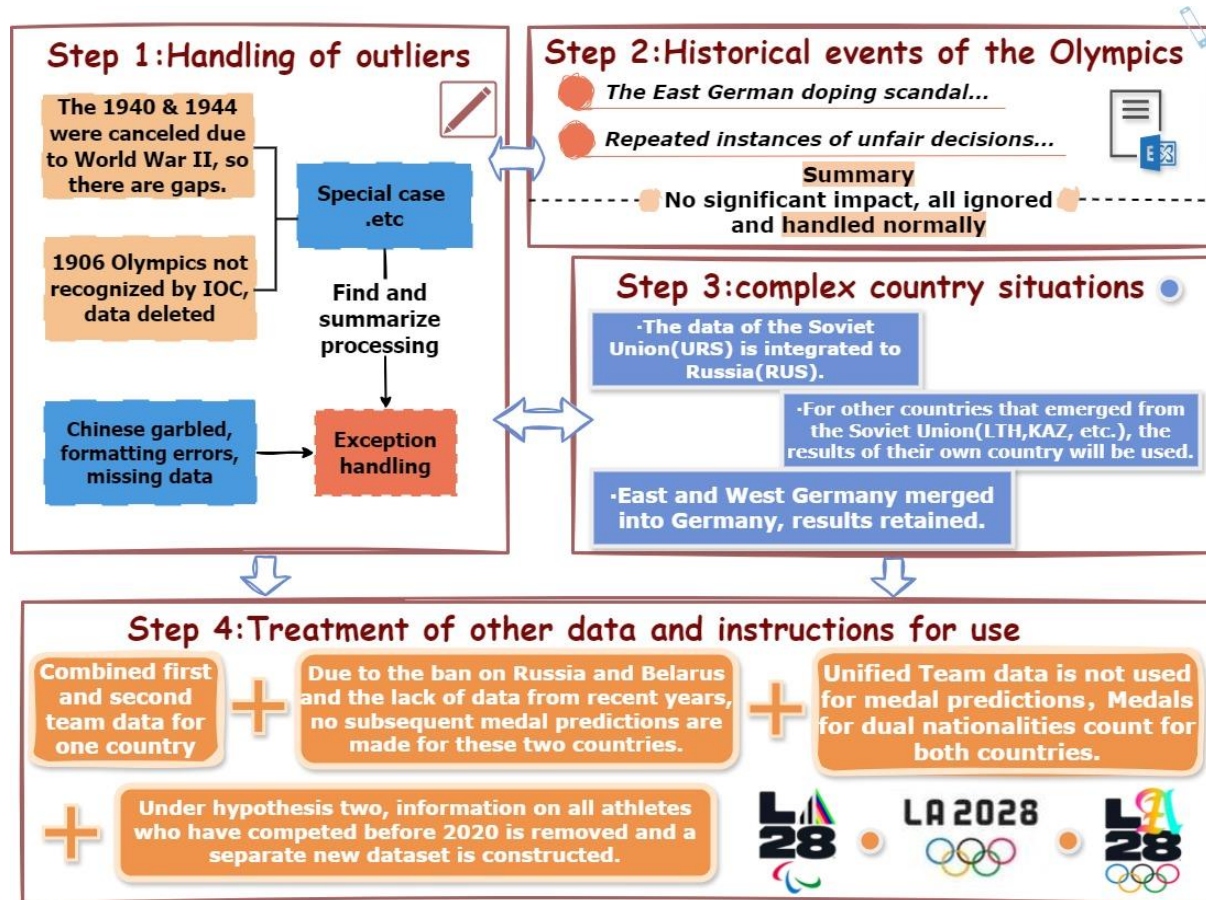 Step 1:Handling of outliers
The 1940 & 1944
were canceled due
to World War II, so
there are gaps.
Special case
.etc
1906 Olympics not
recognized by IOC,
data deleted
Find and
summarize
processing
Chinese garbled,
formatting errors,
missing data
Exception
handling
Step 2:Historical events of the Olympics
The East German doping scandal...
Repeated instances of unfair decisions...
Summary
No significant impact, all ignored
and handled normally
Step 3:complex country situations
·The data of the Soviet
Union(URS) is integrated to
Russia(RUS).
·For other countries that emerged from
the Soviet Union(LTH,KAZ, etc.), the
results of their own country will be used.
·East and West Germany merged
into Germany, results retained.
Step 4:Treatment of other data and instructions for use
Combined first
and second
team data for
one country
Due to the ban on Russia and Belarus
and the lack of data from recent years,
no subsequent medal predictions are
made for these two countries.
Unified Team data is not used
for medal predictions, Medals
for dual nationalities count for
both countries.
Under hypothesis two, information on all athletes
who have competed before 2020 is removed and a
separate new dataset is constructed.
LA
28
LA 2028
LA
28